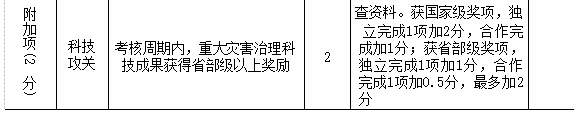 附加项(2分)
科技
攻关
考核周期内，重大灾害治理科
技成果获得省部级以上奖励
2
查资料。获国家级奖项，独
立完成1项加2分，合作完
成加1分；获省部级奖项，
独立完成1项加1分，合作
完成1项加0.5分，最多加2
分